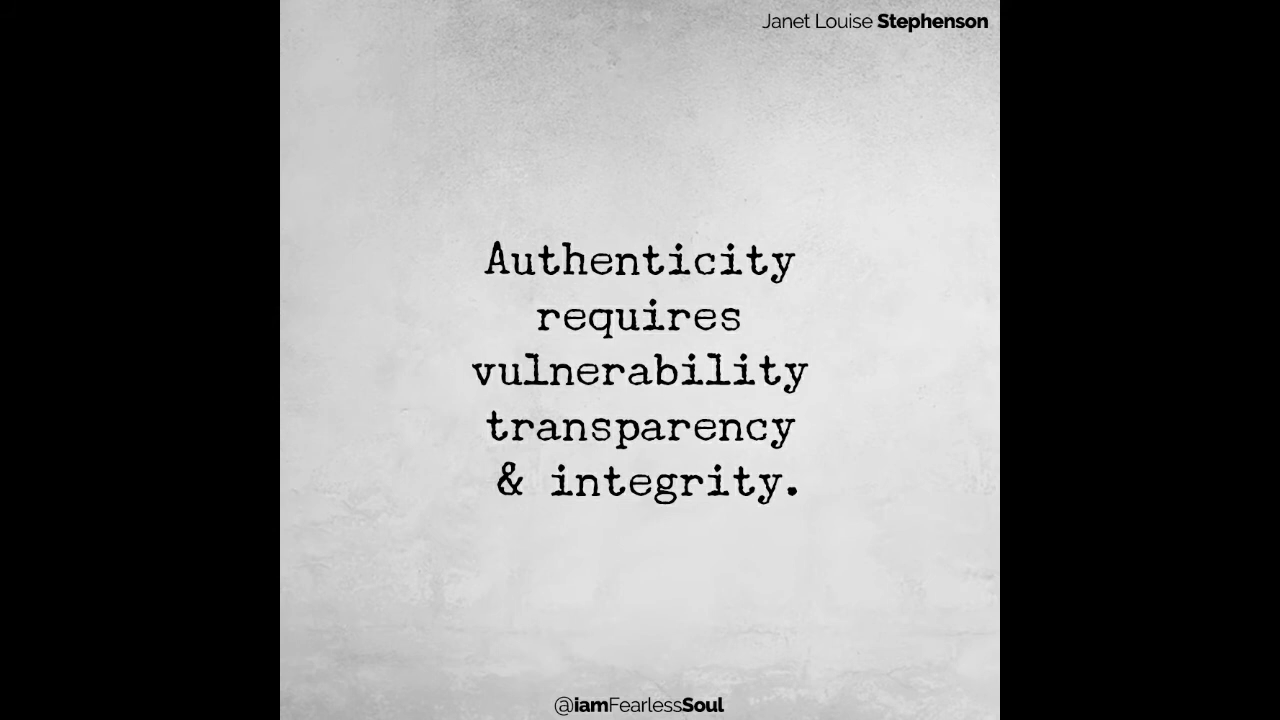 Janet Louise Stephenson
Authenticity
requires
vulnerability
transparency
& integrity.
@iamFearlessSoul